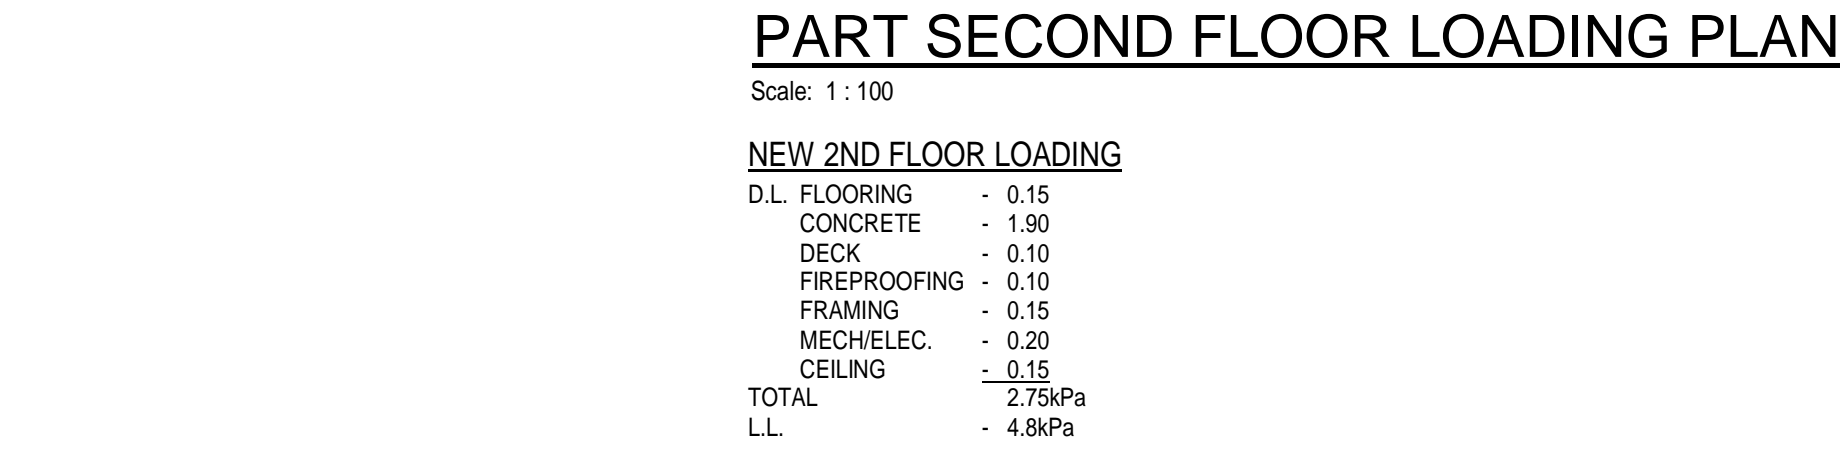 PART SECOND FLOOR LOADING PLAN
Scale: 1 : 100
NEW 2ND FLOOR LOADING
D.L. FLOORING - 0.15
CONCRETE - 1.90
DECK - 0.10
FIREPROOFING - 0.10
FRAMING - 0.15
MECH/ELEC. - 0.20
CEILING - 0.15
TOTAL 2.75kPa
L.L. - 4.8kPa